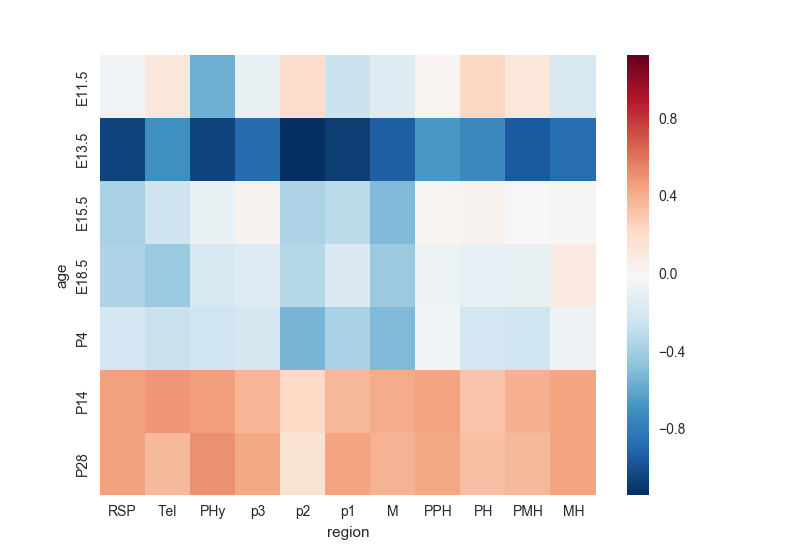 age
E11.5
E13.5
E15.5
E18.5
P4
P14
P28
RSP Tel PHy p3 p2 p1 M PPH PH PMH MH
region
0.8
0.4
0.0
−0.4
−0.8